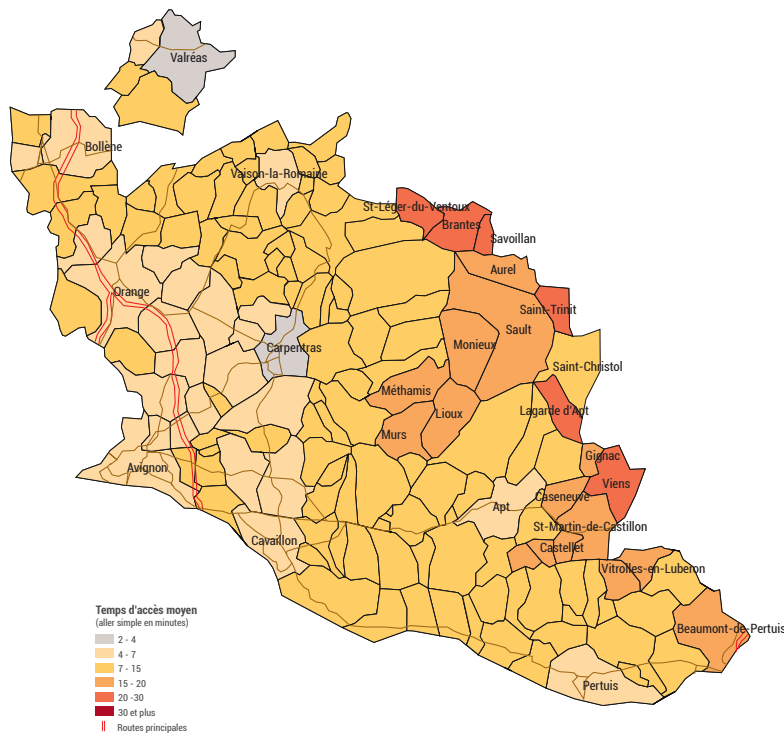 Valréas
Bollène
Vaison-la-Romaine
St-Léger-du-Ventoux
Brantes
Savoillan
Aurel
Orange
Saint-Trinit
Sault
Carpentras
Monieux
Saint-Christol
Méthamis
Lioux
Lagarde d'Apt
Murs
Gignac
Avignon
Viens
Caseneuve
Apt
St-Martin-de-Castillon
Cavaillon
Castellet
Vitrolles-en-Luberon
Beaumont-de-Pertuis
Pertuis
Temps d'accès moyen
(aller simple en minutes)
2 - 4
4 - 7
7 - 15
15 - 20
20 -30
30 et plus
Routes principales